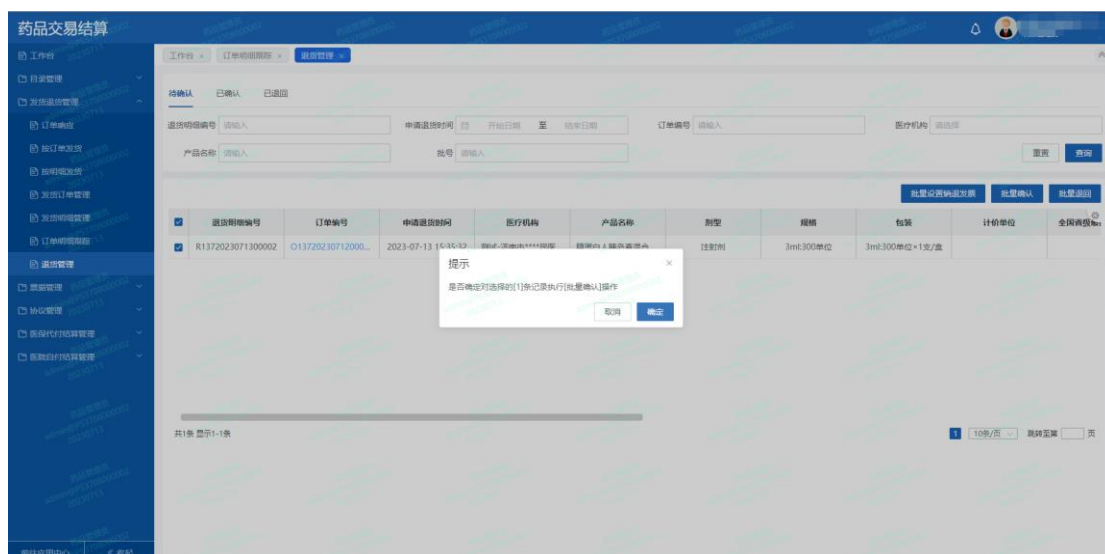 药品交易结算
工作台
目录管理
发货退货管理
订单响应
按订单发货
按明细发货
发货订单管理
发货明细管理
订单明细跟踪
退货管理
票据管理
协议管理
医保代付结算管理
医院自付结算管理
前往应用中心
收起
工作台 × 订单明细跟踪 × 退货管理 ×
待确认 已确认 已退回
退货明细编号 请输入 申请退货时间 开始日期 至 结束日期 订单编号 请输入 医疗机构 请选择
产品名称 请输入 批号 请输入 重置 查询
批量设置销退发票 批量确认 批量退回
退货明细编号 订单编号 申请退货时间 医疗机构 产品名称 剂型 规格 包装 计价单位
R1372023071300002 O13720230712000... 2023-07-13 15:35:32 注射剂 3ml:300单位 3ml:300单位×1支/盒
提示 ×
是否确定对选择的[1]条记录执行[批量确认]操作
取消 确定
共1条 显示1-1条 1 10条/页 跳转至第 页